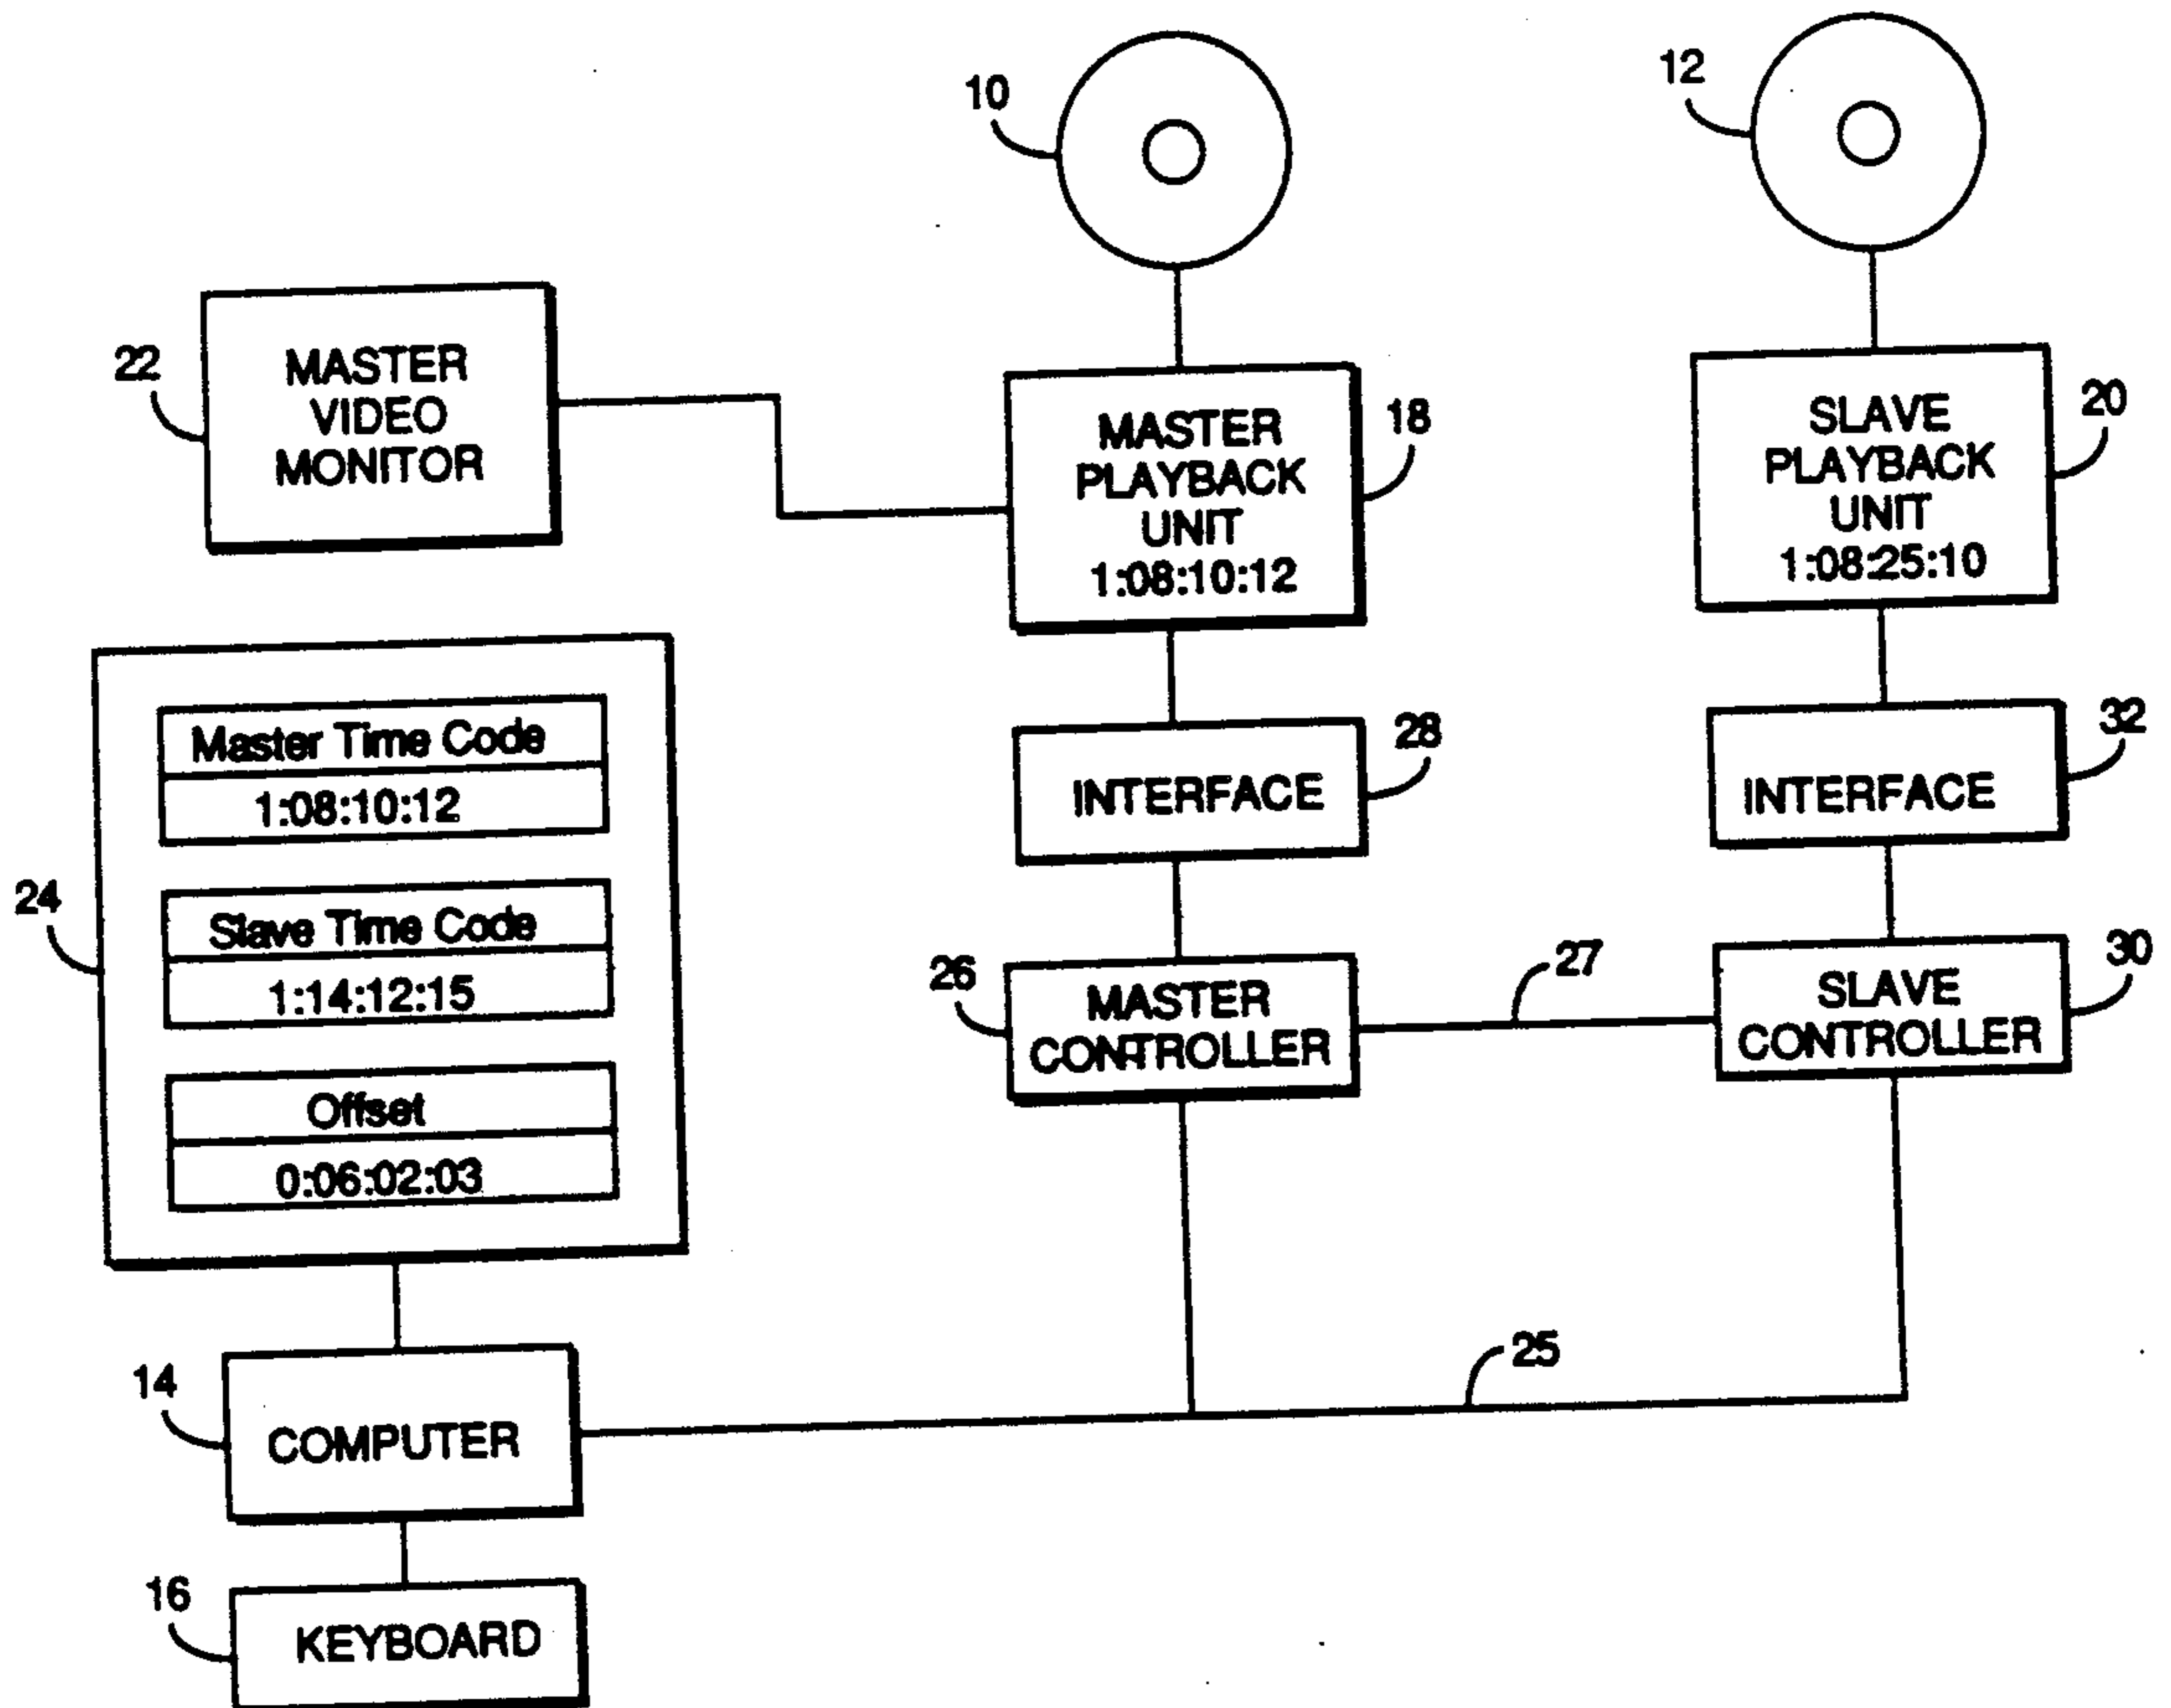 10
12
22
MASTER
VIDEO
MONITOR
MASTER
PLAYBACK
UNIT
1:08:10:12
18
SLAVE
PLAYBACK
UNIT
1:08:25:10
20
24
Master Time Code
1:08:10:12
Slave Time Code
1:14:12:15
Offset
0:06:02:03
INTERFACE
28
INTERFACE
32
26
MASTER
CONTROLLER
27
SLAVE
CONTROLLER
30
25
14
COMPUTER
16
KEYBOARD